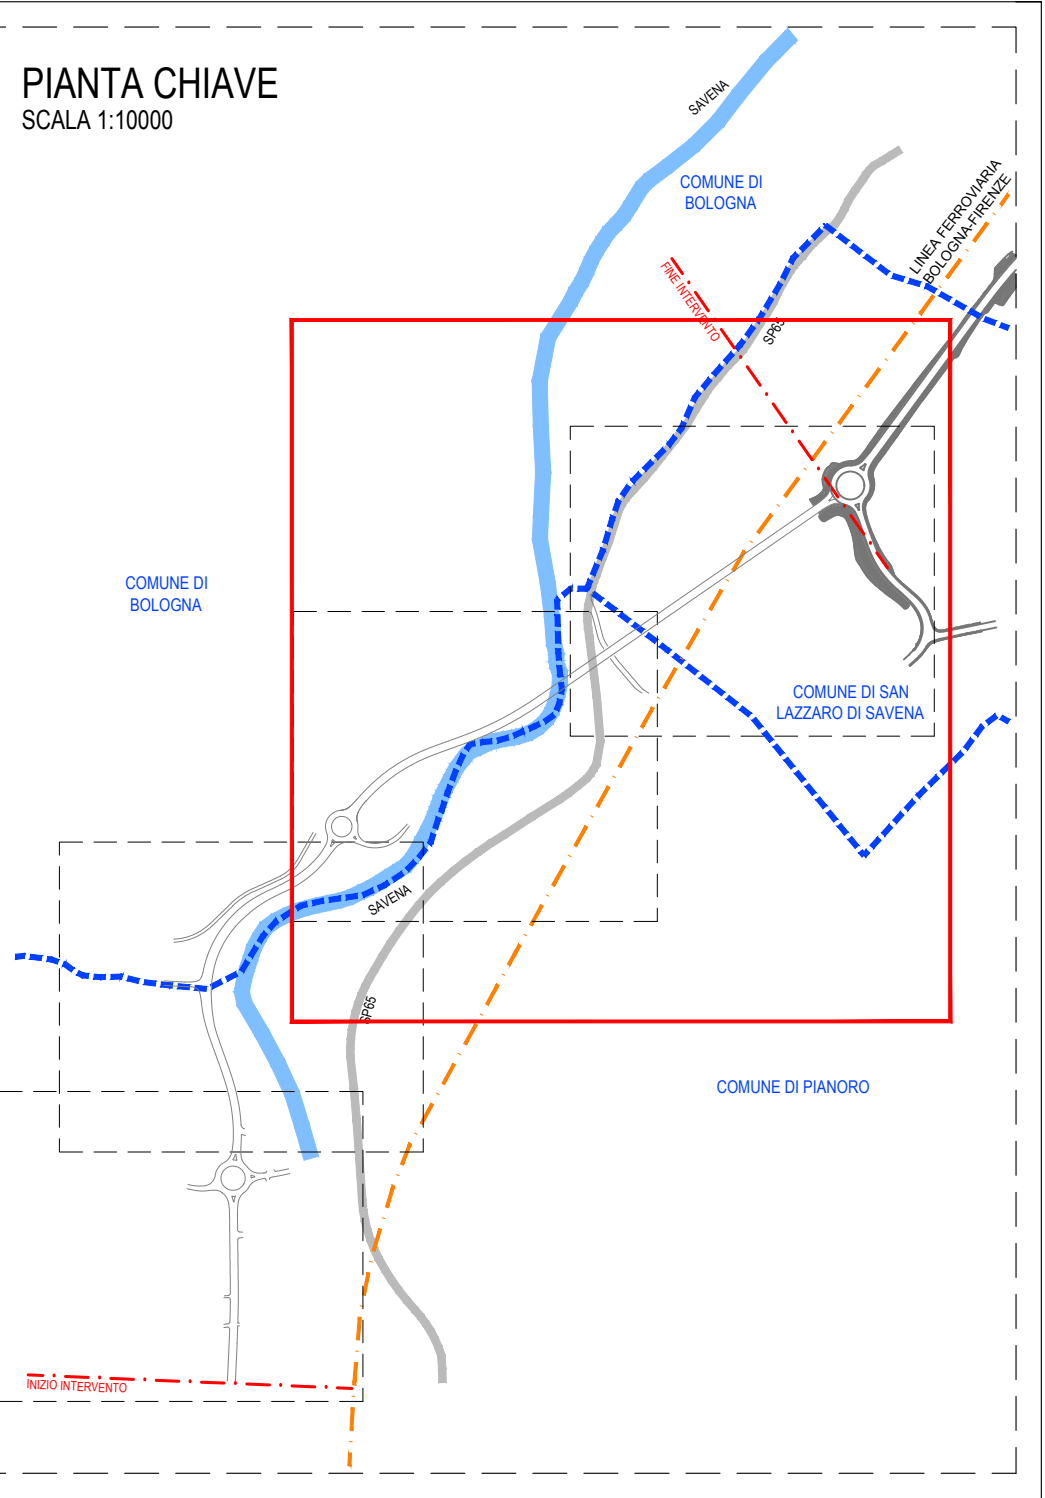 PIANTA CHIAVE
SCALA 1:10000
SAVENA
COMUNE DI
BOLOGNA
LINEA FERROVIARIA
BOLOGNA-FIRENZE
FINE INTERVENTO
SP65
COMUNE DI
BOLOGNA
COMUNE DI SAN
LAZZARO DI SAVENA
SAVENA
SP65
COMUNE DI PIANORO
INIZIO INTERVENTO